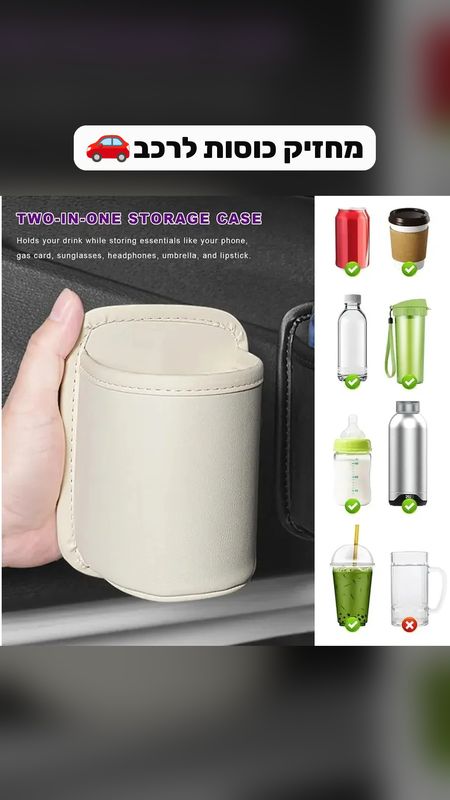 מחזיק כוסות לרכב🚗
TWO-IN-ONE STORAGE CASE
Holds your drink while storing essentials like your phone,
gas card, sunglasses, headphones, umbrella, and lipstick.